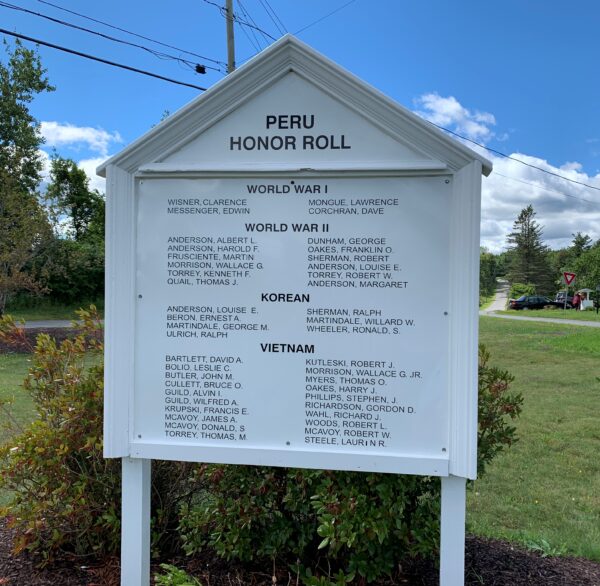 PERU
HONOR ROLL
WORLD WAR I
WISNER, CLARENCE
MESSENGER, EDWIN
MONGUE, LAWRENCE
CORCHRAN, DAVE
WORLD WAR II
ANDERSON, ALBERT L.
ANDERSON, HAROLD F.
FRUSCIENTE, MARTIN
MORRISON, WALLACE G.
TORREY, KENNETH F.
QUAIL, THOMAS J.
DUNHAM, GEORGE
OAKES, FRANKLIN O.
SHERMAN, ROBERT
ANDERSON, LOUISE E.
TORREY, ROBERT W.
ANDERSON, MARGARET
KOREAN
ANDERSON, LOUISE E.
BERON, ERNEST A.
MARTINDALE, GEORGE M.
ULRICH, RALPH
SHERMAN, RALPH
MARTINDALE, WILLARD W.
WHEELER, RONALD S.
VIETNAM
BARTLETT, DAVID A.
BOLIO, LESLIE C.
BUTLER, JOHN M.
CULLETT, BRUCE O.
GUILD, ALVIN I.
GUILD, WILFRED A.
KRUPSKI, FRANCIS E.
MCAVOY, JAMES A.
MCAVOY, DONALD, S
TORREY, THOMAS, M.
KUTLESKI, ROBERT J.
MORRISON, WALLACE G. JR.
MYERS, THOMAS O.
OAKES, HARRY J.
PHILLIPS, STEPHEN, J.
RICHARDSON, GORDON D.
WAHL, RICHARD J.
WOODS, ROBERT L.
MCAVOY, ROBERT W.
STEELE, LAURIN R.